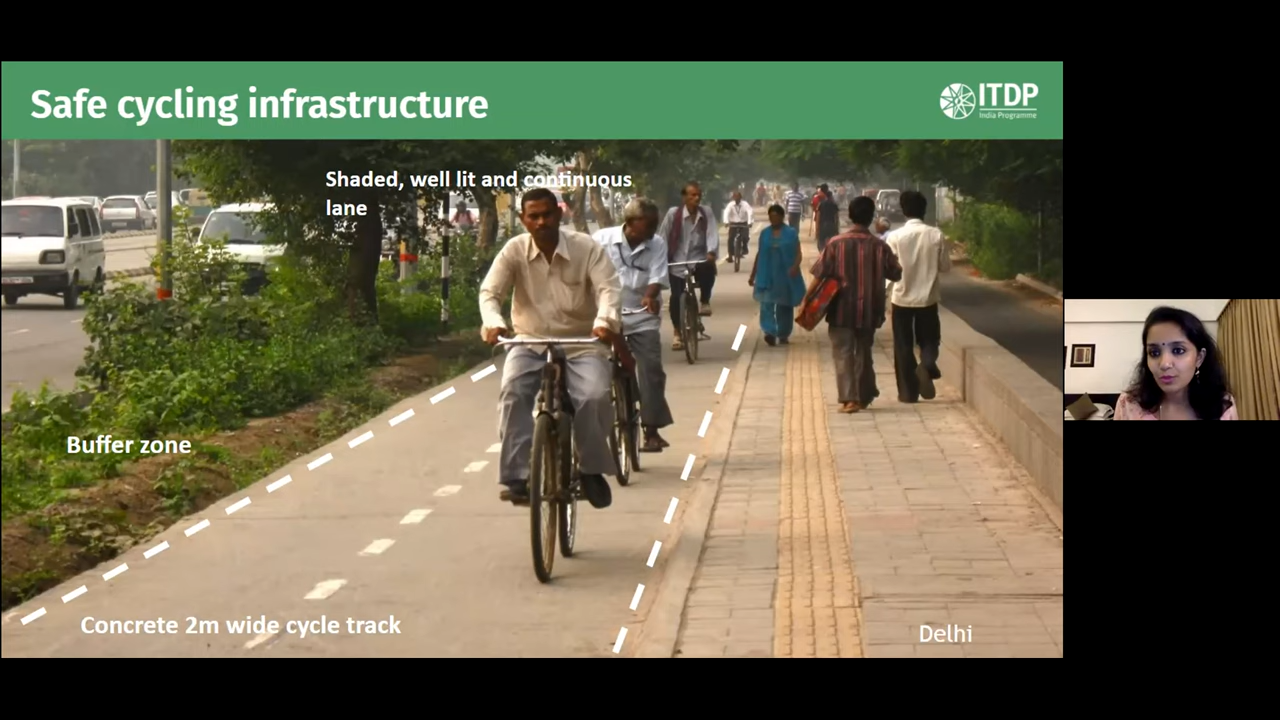 Safe cycling infrastructure
ITDP
India Programme
Shaded, well lit and continuous
lane
Buffer zone
Concrete 2m wide cycle track
Delhi